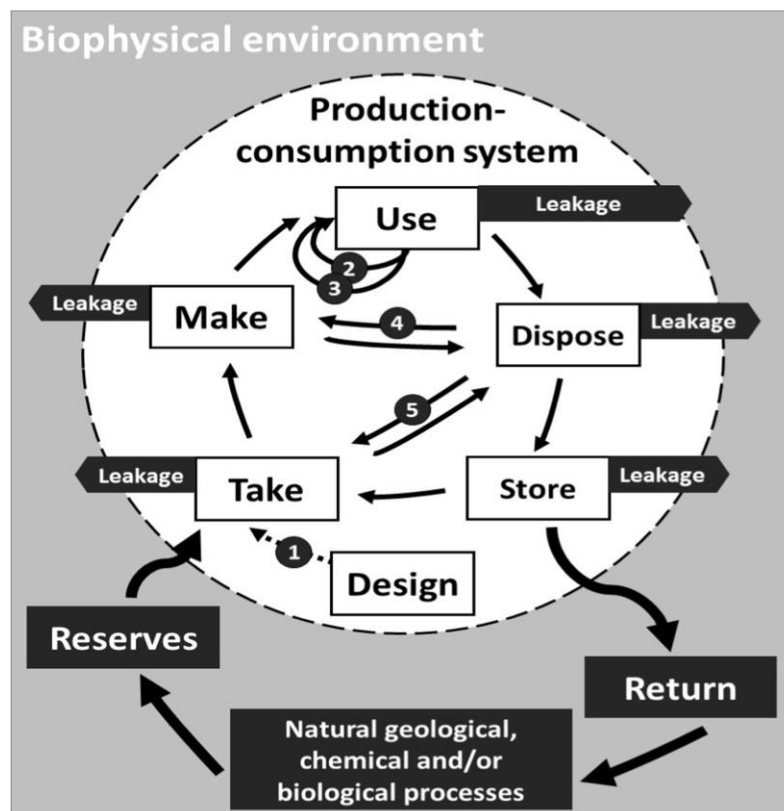 Biophysical environment
Production-
consumption system
Use
Leakage
2
3
Leakage
Make
4
Dispose
Leakage
5
Leakage
Take
Store
Leakage
1
Design
Reserves
Return
Natural geological,
chemical and/or
biological processes